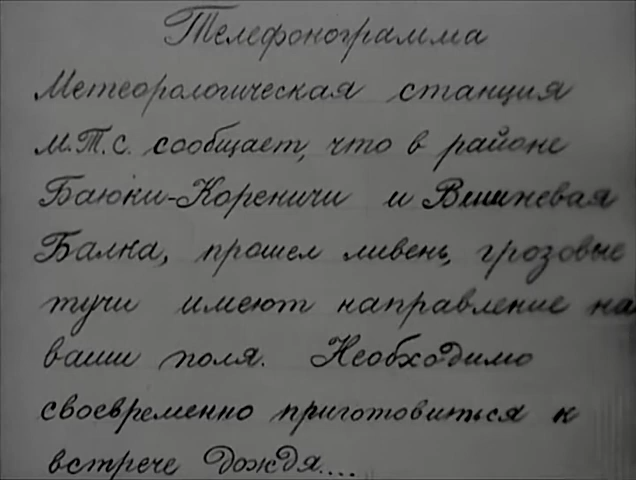 Телефонограмма
Метеорологическая станция
М.Т.С. сообщает, что в районе
Баюки-Кореничи и Вишневая
Балка, прошел ливень, грозовые
тучи имеют направление на
ваши поля. Необходимо
своевременно приготовиться к
встрече дождя....